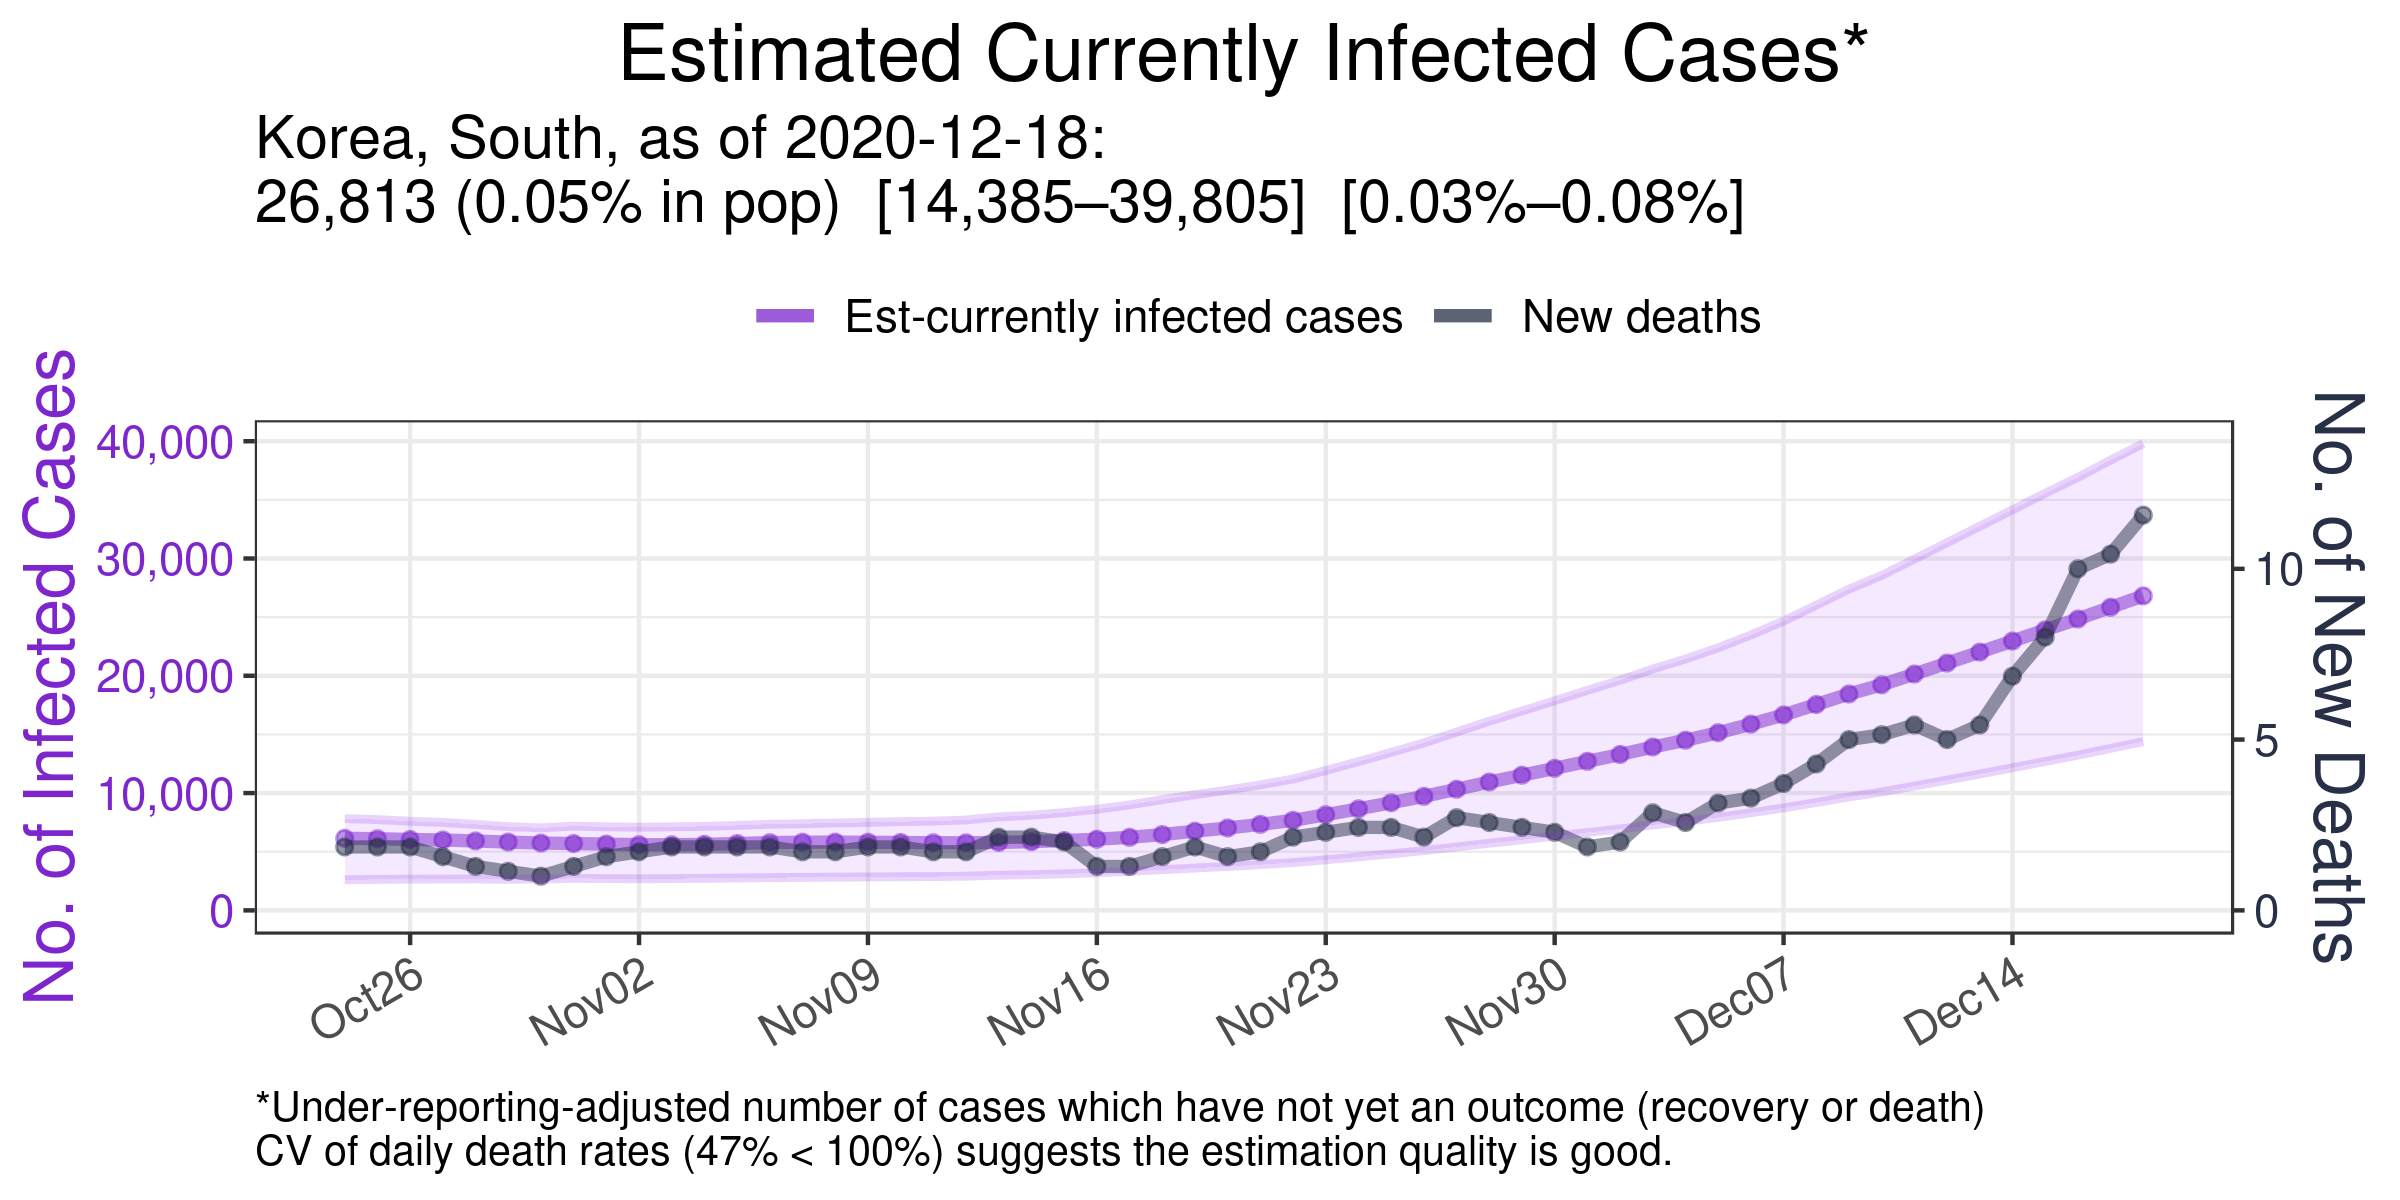 Estimated Currently Infected Cases*
Korea, South, as of 2020-12-18:
26,813 (0.05% in pop)  [14,385–39,805]  [0.03%–0.08%]
Est-currently infected cases
New deaths
No. of Infected Cases
40,000
30,000
20,000
10,000
0
No. of New Deaths
10
5
0
Oct26
Nov02
Nov09
Nov16
Nov23
Nov30
Dec07
Dec14
*Under-reporting-adjusted number of cases which have not yet an outcome (recovery or death)
CV of daily death rates (47% < 100%) suggests the estimation quality is good.